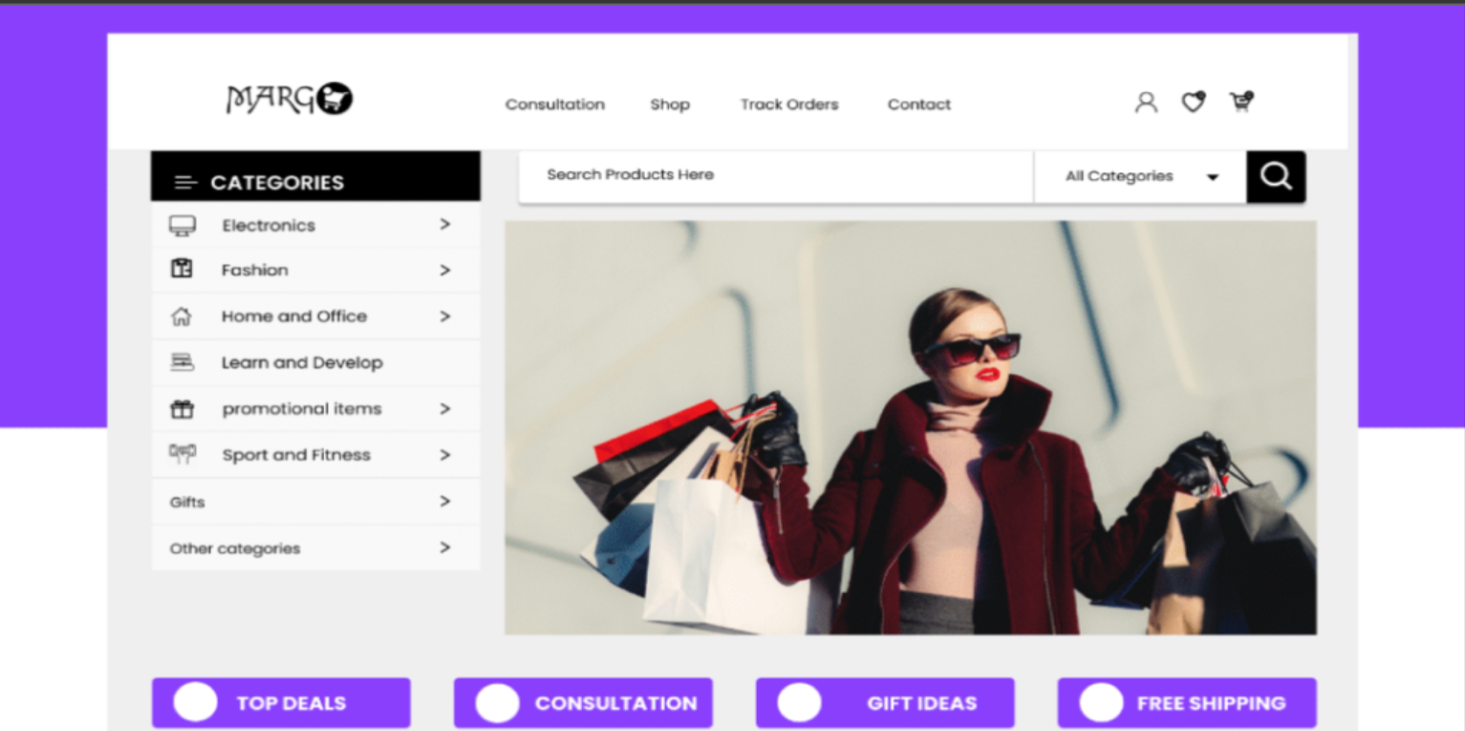 MARGO
Consultation Shop Track Orders Contact
CATEGORIES
Electronics >
Fashion >
Home and Office >
Learn and Develop
promotional items >
Sport and Fitness >
Gifts >
Other categories >
Search Products Here
All Categories
TOP DEALS
CONSULTATION
GIFT IDEAS
FREE SHIPPING